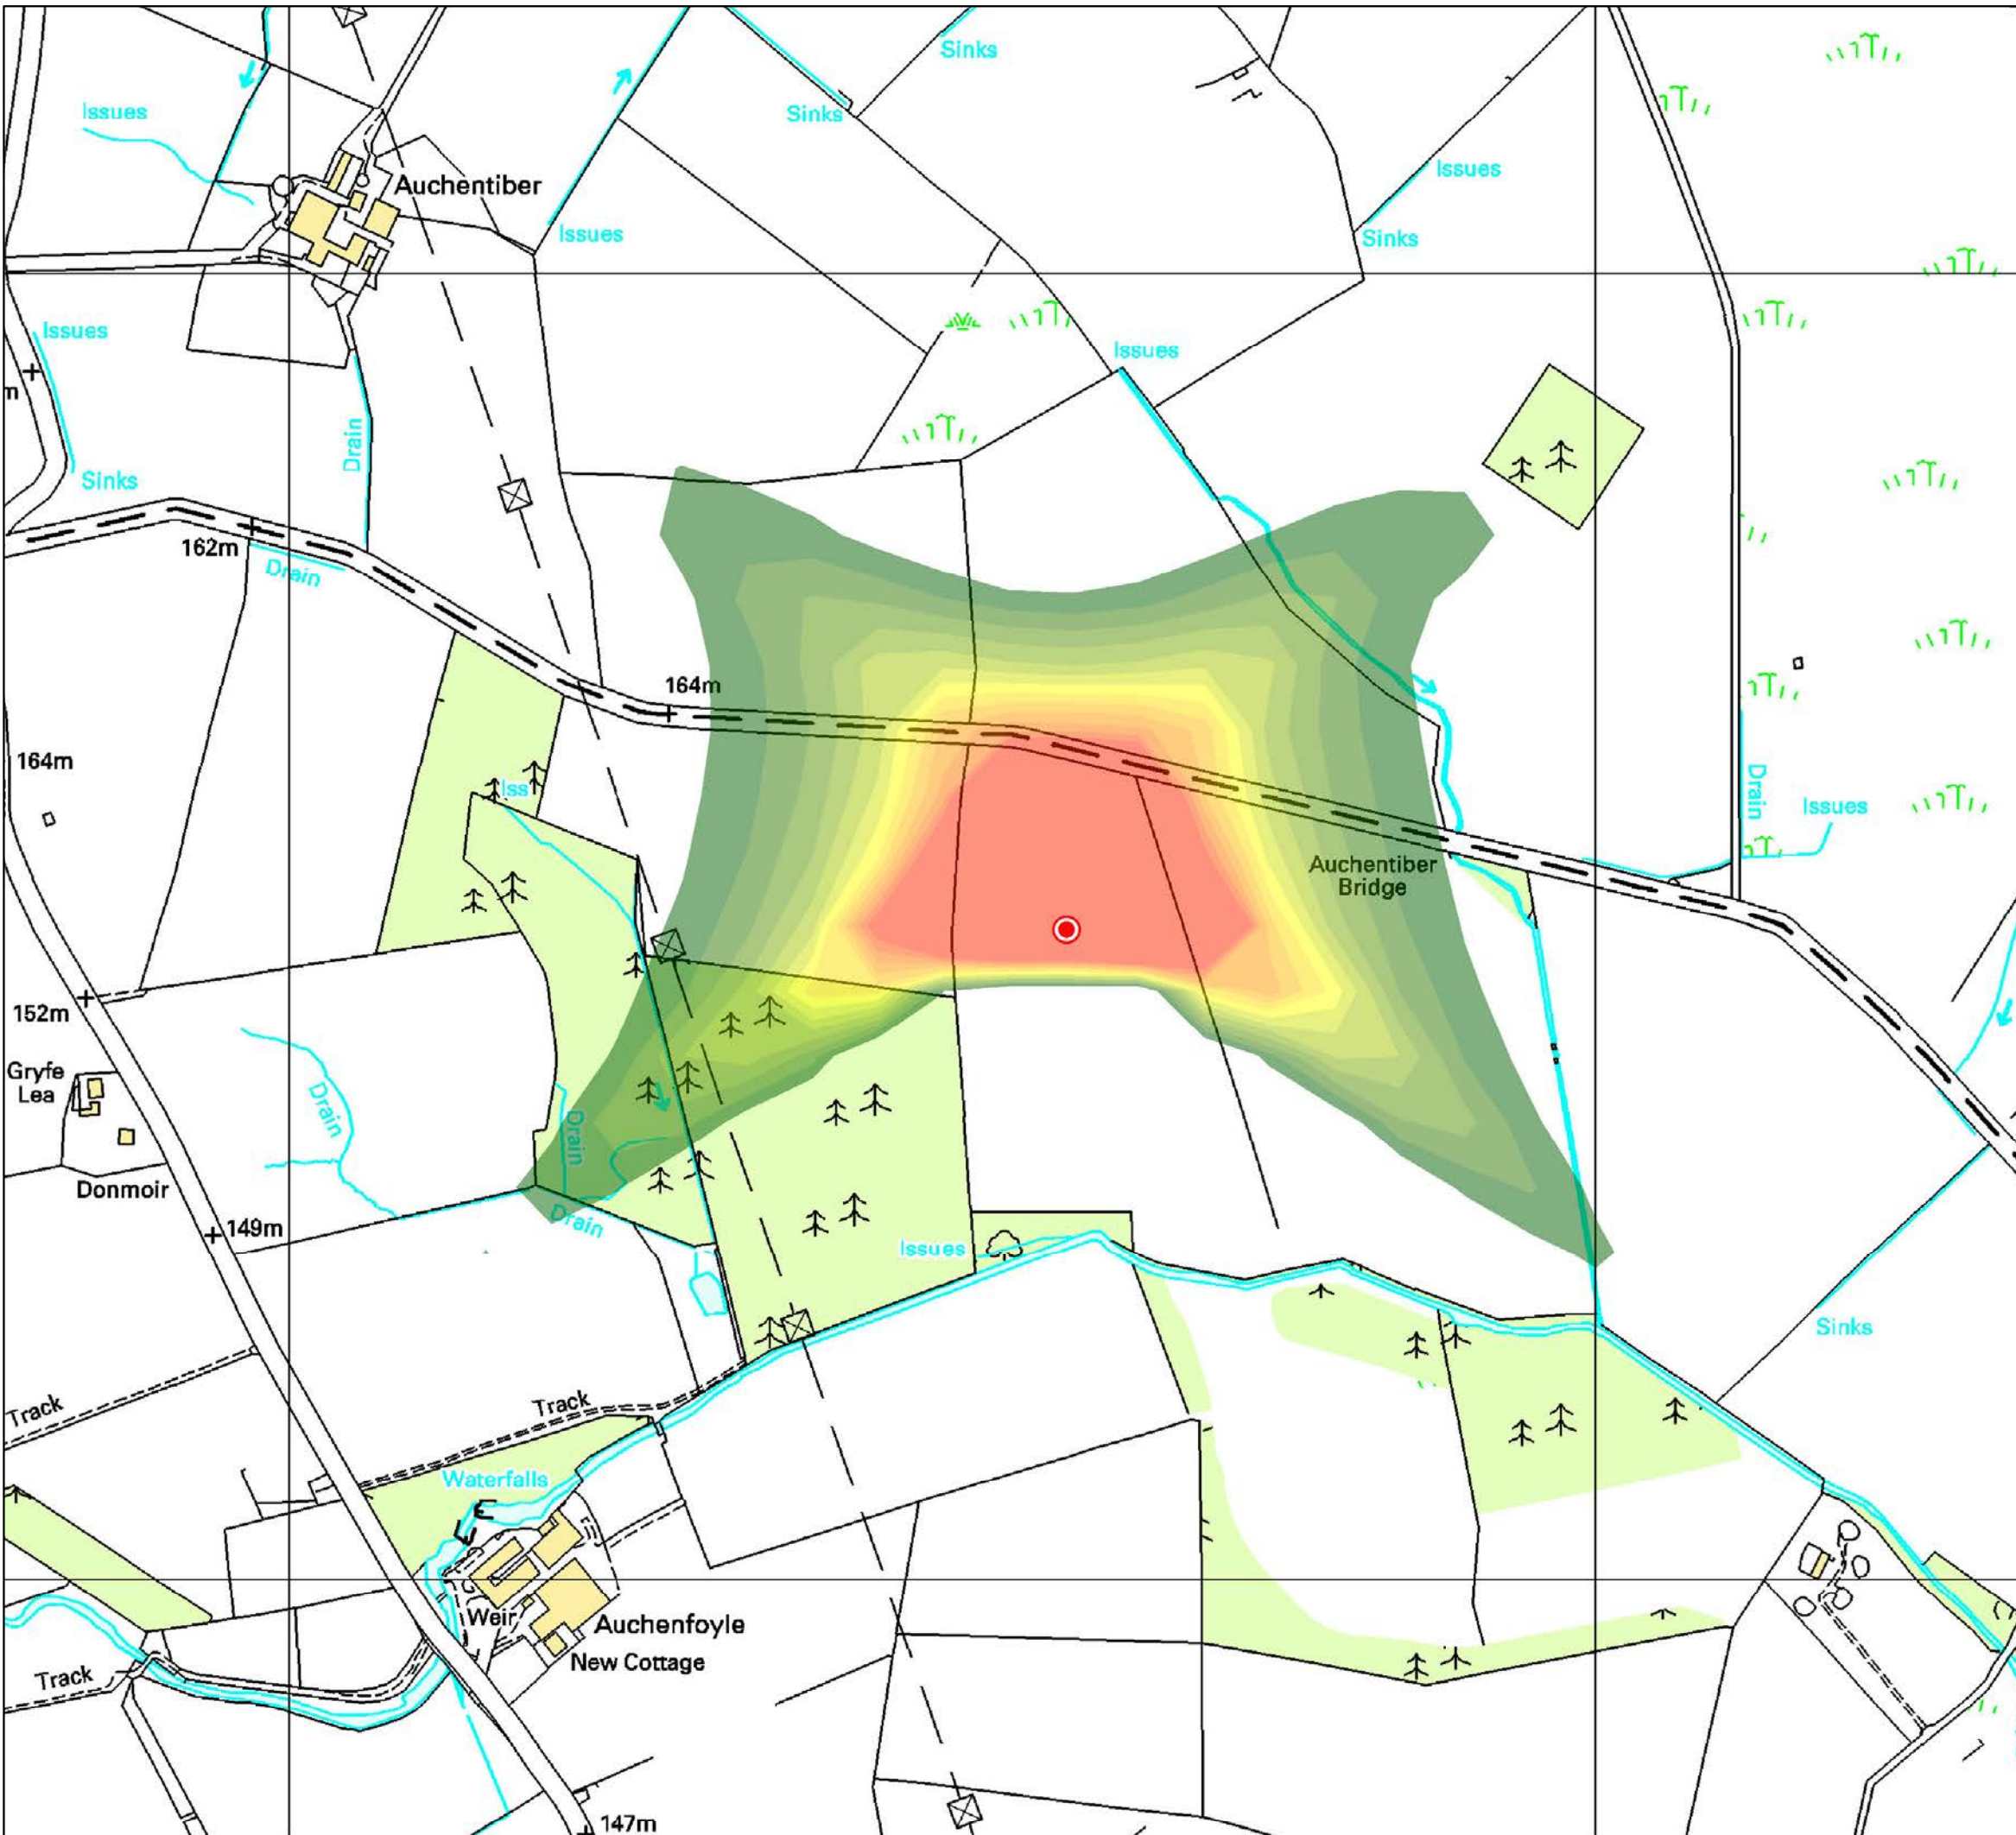 Sinks
Issues
Sinks
Issues
Auchentiber
Issues
Sinks
Issues
Issues
m
Drain
Sinks
162m
Drain
164m
164m
Iss
Drain
Issues
Auchentiber
Bridge
152m
Gryfe
Lea
Drain
Drain
Donmoir
Drain
149m
Issues
Sinks
Track
Track
Waterfalls
Weir
Auchenfoyle
New Cottage
Track
147m